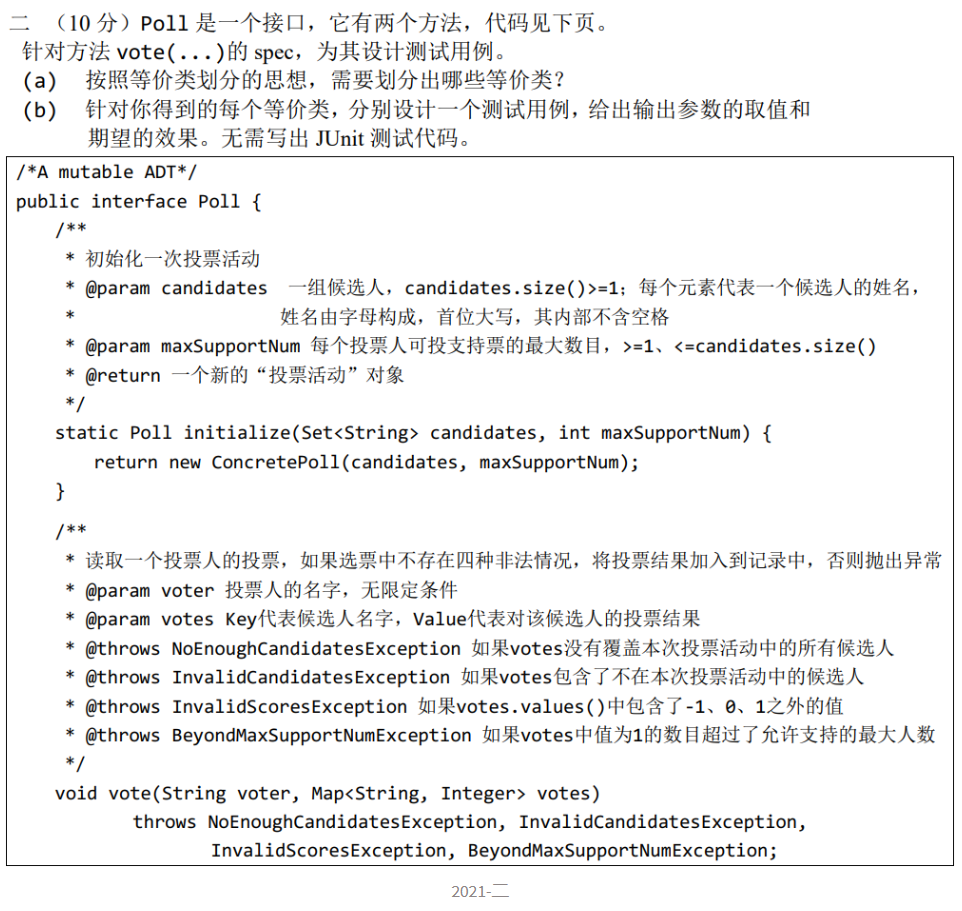 二 （10 分）Poll 是一个接口，它有两个方法，代码见下页。
针对方法 vote(...)的 spec，为其设计测试用例。
(a) 按照等价类划分的思想，需要划分出哪些等价类？
(b) 针对你得到的每个等价类，分别设计一个测试用例，给出输出参数的取值和
期望的效果。无需写出 JUnit 测试代码。
/*A mutable ADT*/
public interface Poll {
/**
* 初始化一次投票活动
* @param candidates 一组候选人，candidates.size()>=1；每个元素代表一个候选人的姓名，
* 姓名由字母构成，首位大写，其内部不含空格
* @param maxSupportNum 每个投票人可投支持票的最大数目，>=1、<=candidates.size()
* @return 一个新的“投票活动”对象
*/
static Poll initialize(Set<String> candidates, int maxSupportNum) {
return new ConcretePoll(candidates, maxSupportNum);
}
/**
* 读取一个投票人的投票，如果选票中不存在四种非法情况，将投票结果加入到记录中，否则抛出异常
* @param voter 投票人的名字，无限定条件
* @param votes Key代表候选人名字，Value代表对该候选人的投票结果
* @throws NoEnoughCandidatesException 如果votes没有覆盖本次投票活动中的所有候选人
* @throws InvalidCandidatesException 如果votes包含了不在本次投票活动中的候选人
* @throws InvalidScoresException 如果votes.values()中包含了-1、0、1之外的值
* @throws BeyondMaxSupportNumException 如果votes中值为1的数目超过了允许支持的最大人数
*/
void vote(String voter, Map<String, Integer> votes)
throws NoEnoughCandidatesException, InvalidCandidatesException,
InvalidScoresException, BeyondMaxSupportNumException;
2021-二